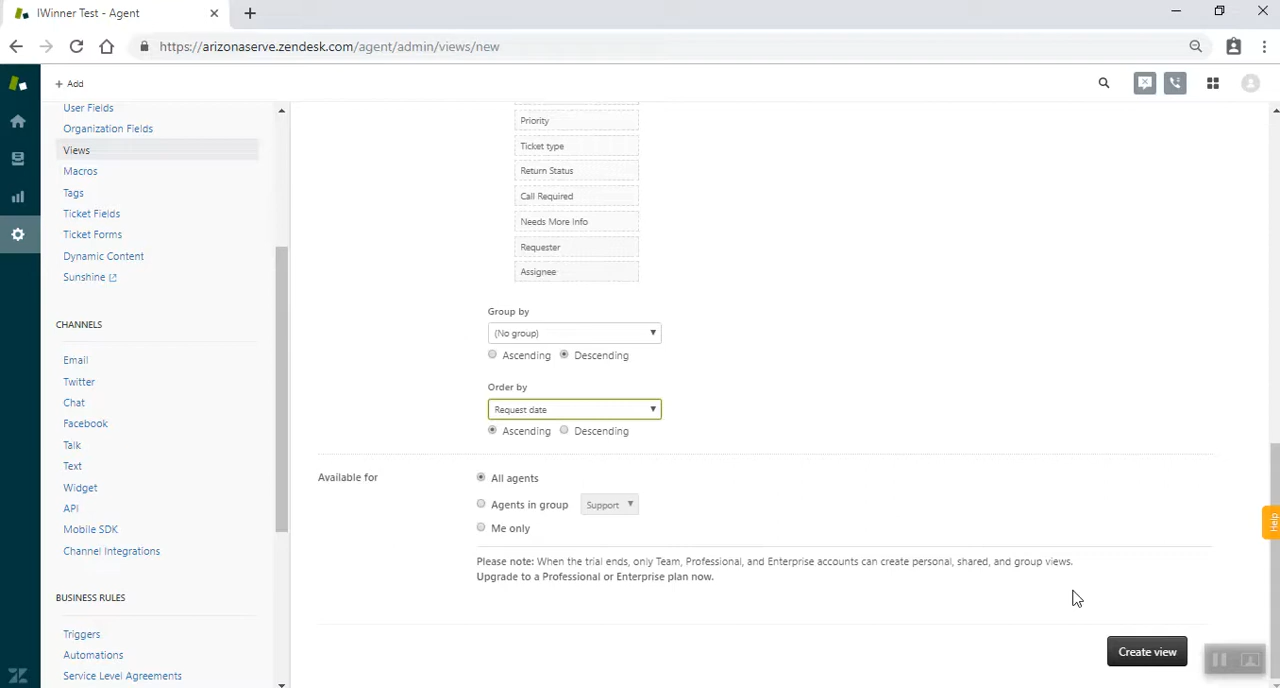 IWinner Test - Agent
https://arizonaserve.zendesk.com/agent/admin/views/new
+ Add
User Fields
Organization Fields
Views
Macros
Tags
Ticket Fields
Ticket Forms
Dynamic Content
Sunshine
CHANNELS
Email
Twitter
Chat
Facebook
Talk
Text
Widget
API
Mobile SDK
Channel Integrations
BUSINESS RULES
Triggers
Automations
Service Level Agreements
Priority
Ticket type
Return Status
Call Required
Needs More Info
Requester
Assignee
Group by
(No group)
Ascending Descending
Order by
Request date
Ascending Descending
Available for
All agents
Agents in group Support
Me only
Please note: When the trial ends, only Team, Professional, and Enterprise accounts can create personal, shared, and group views.
Upgrade to a Professional or Enterprise plan now.
Create view
Help